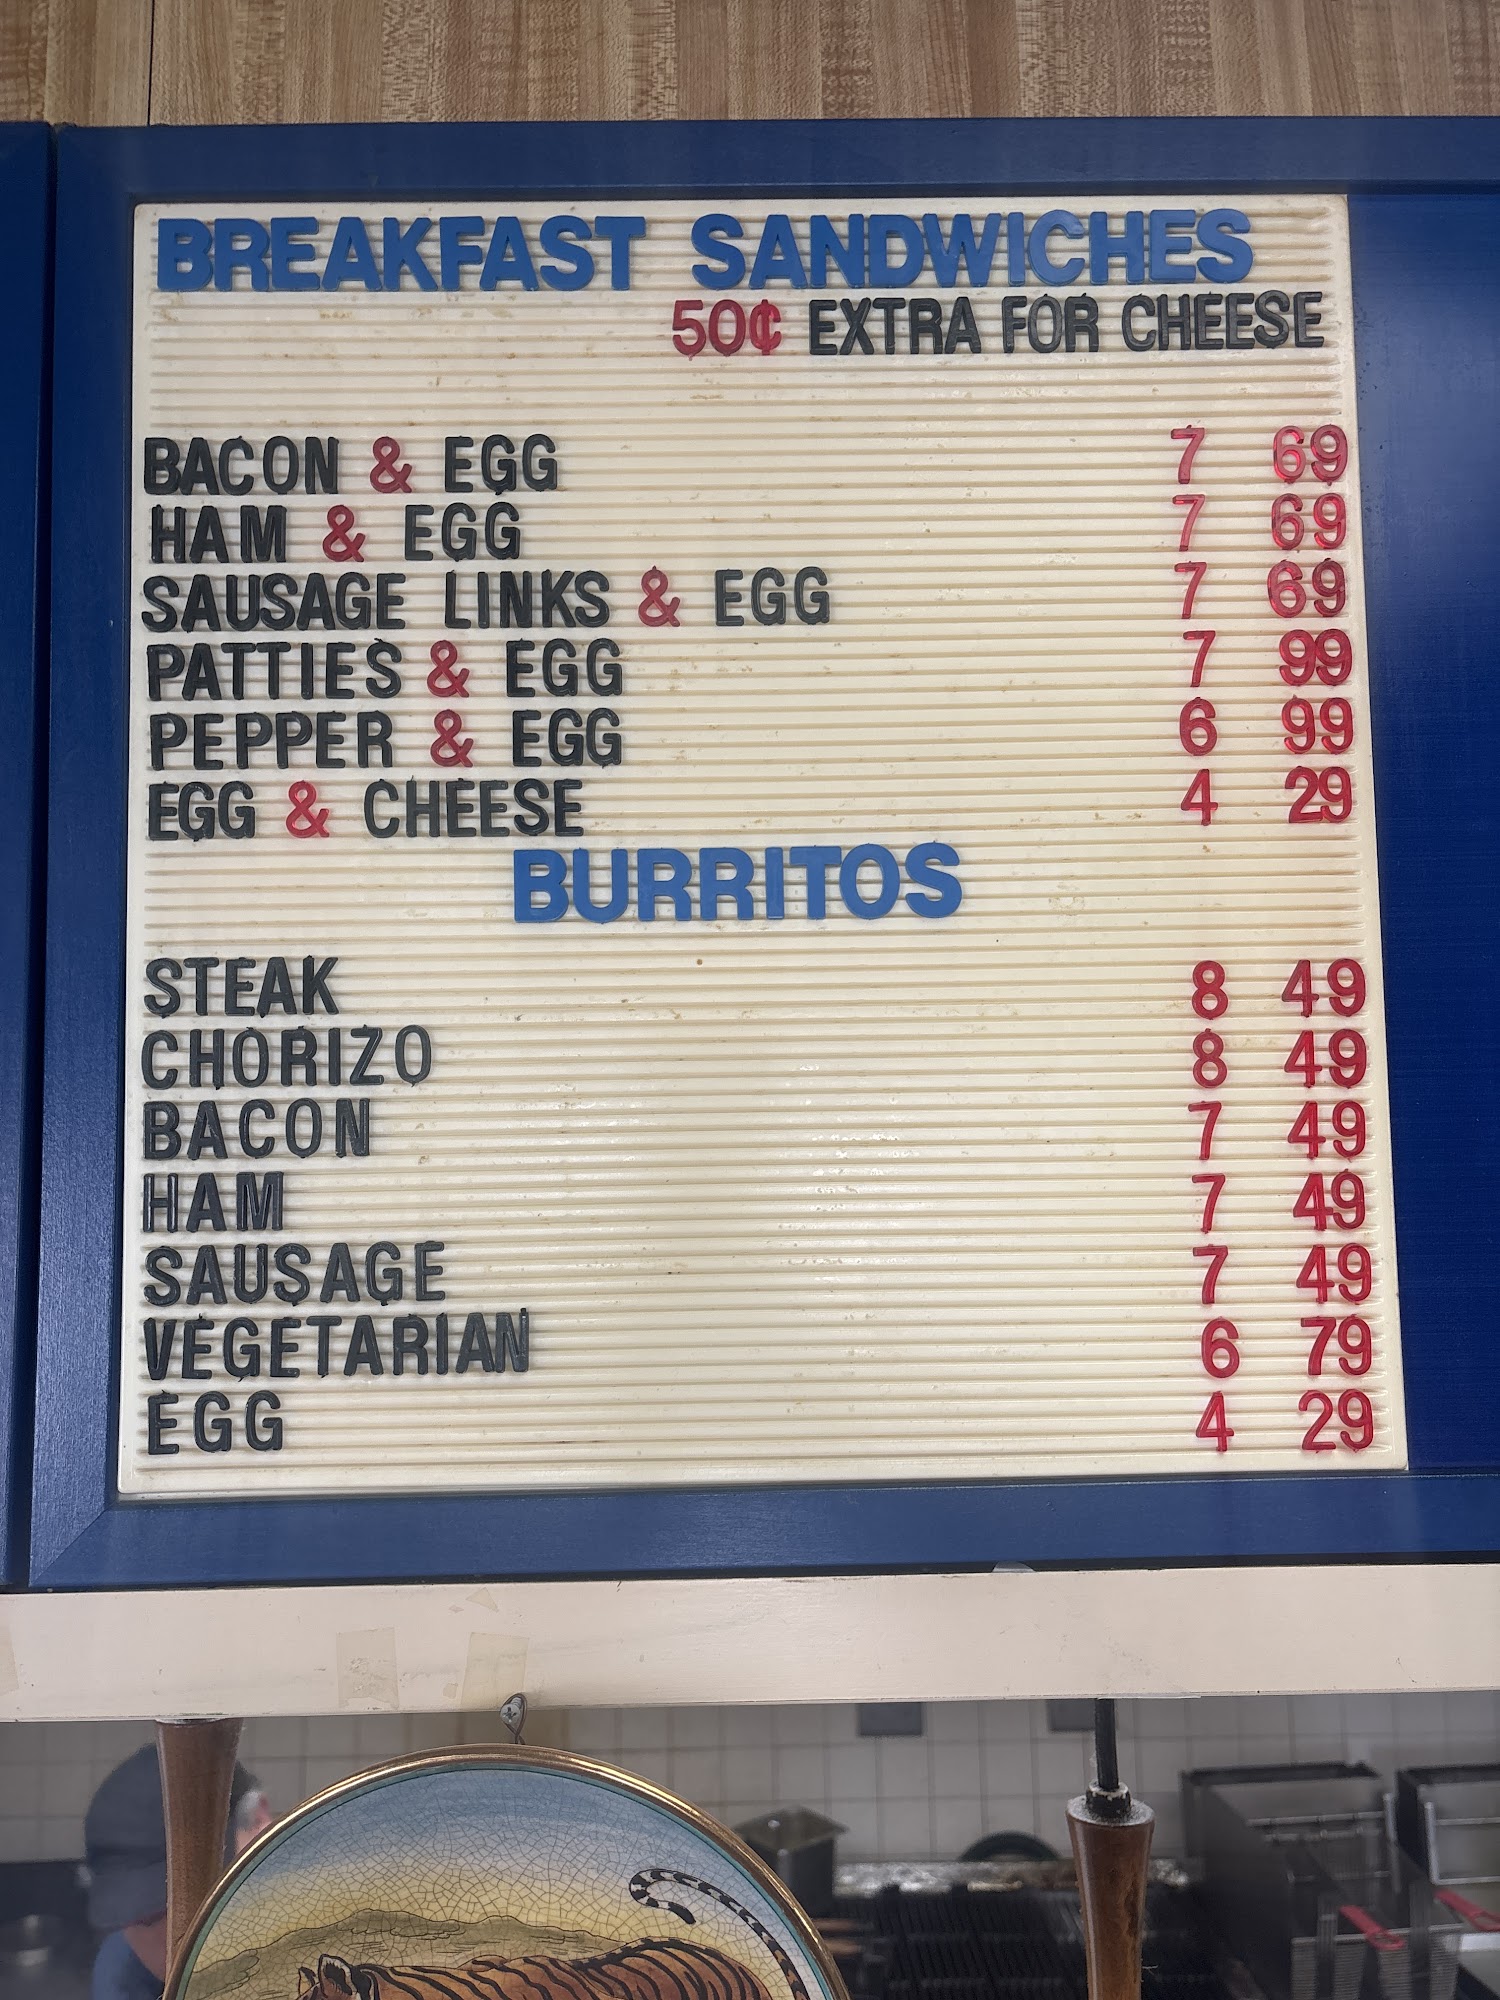 BREAKFAST SANDWICHES
50¢ EXTRA FOR CHEESE
BACON & EGG 7 69
HAM & EGG 7 69
SAUSAGE LINKS & EGG 7 69
PATTIES & EGG 7 99
PEPPER & EGG 6 99
EGG & CHEESE 4 29
BURRITOS
STEAK 8 49
CHORIZO 8 49
BACON 7 49
HAM 7 49
SAUSAGE 7 49
VEGETARIAN 6 79
EGG 4 29